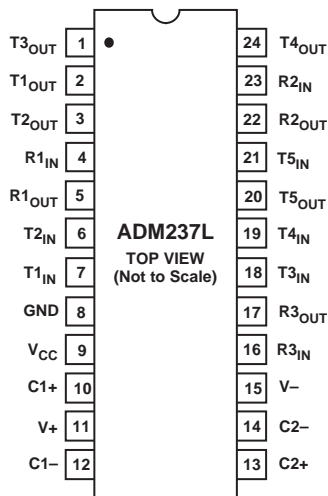 T3OUT 1 24 T4OUT
T1OUT 2 23 R2IN
T2OUT 3 22 R2OUT
R1IN 4 21 T5IN
R1OUT 5 20 T5OUT
T2IN 6 ADM237L 19 T4IN
TOP VIEW
T1IN 7 (Not to Scale) 18 T3IN
GND 8 17 R3OUT
VCC 9 16 R3IN
C1+ 10 15 V–
V+ 11 14 C2–
C1– 12 13 C2+